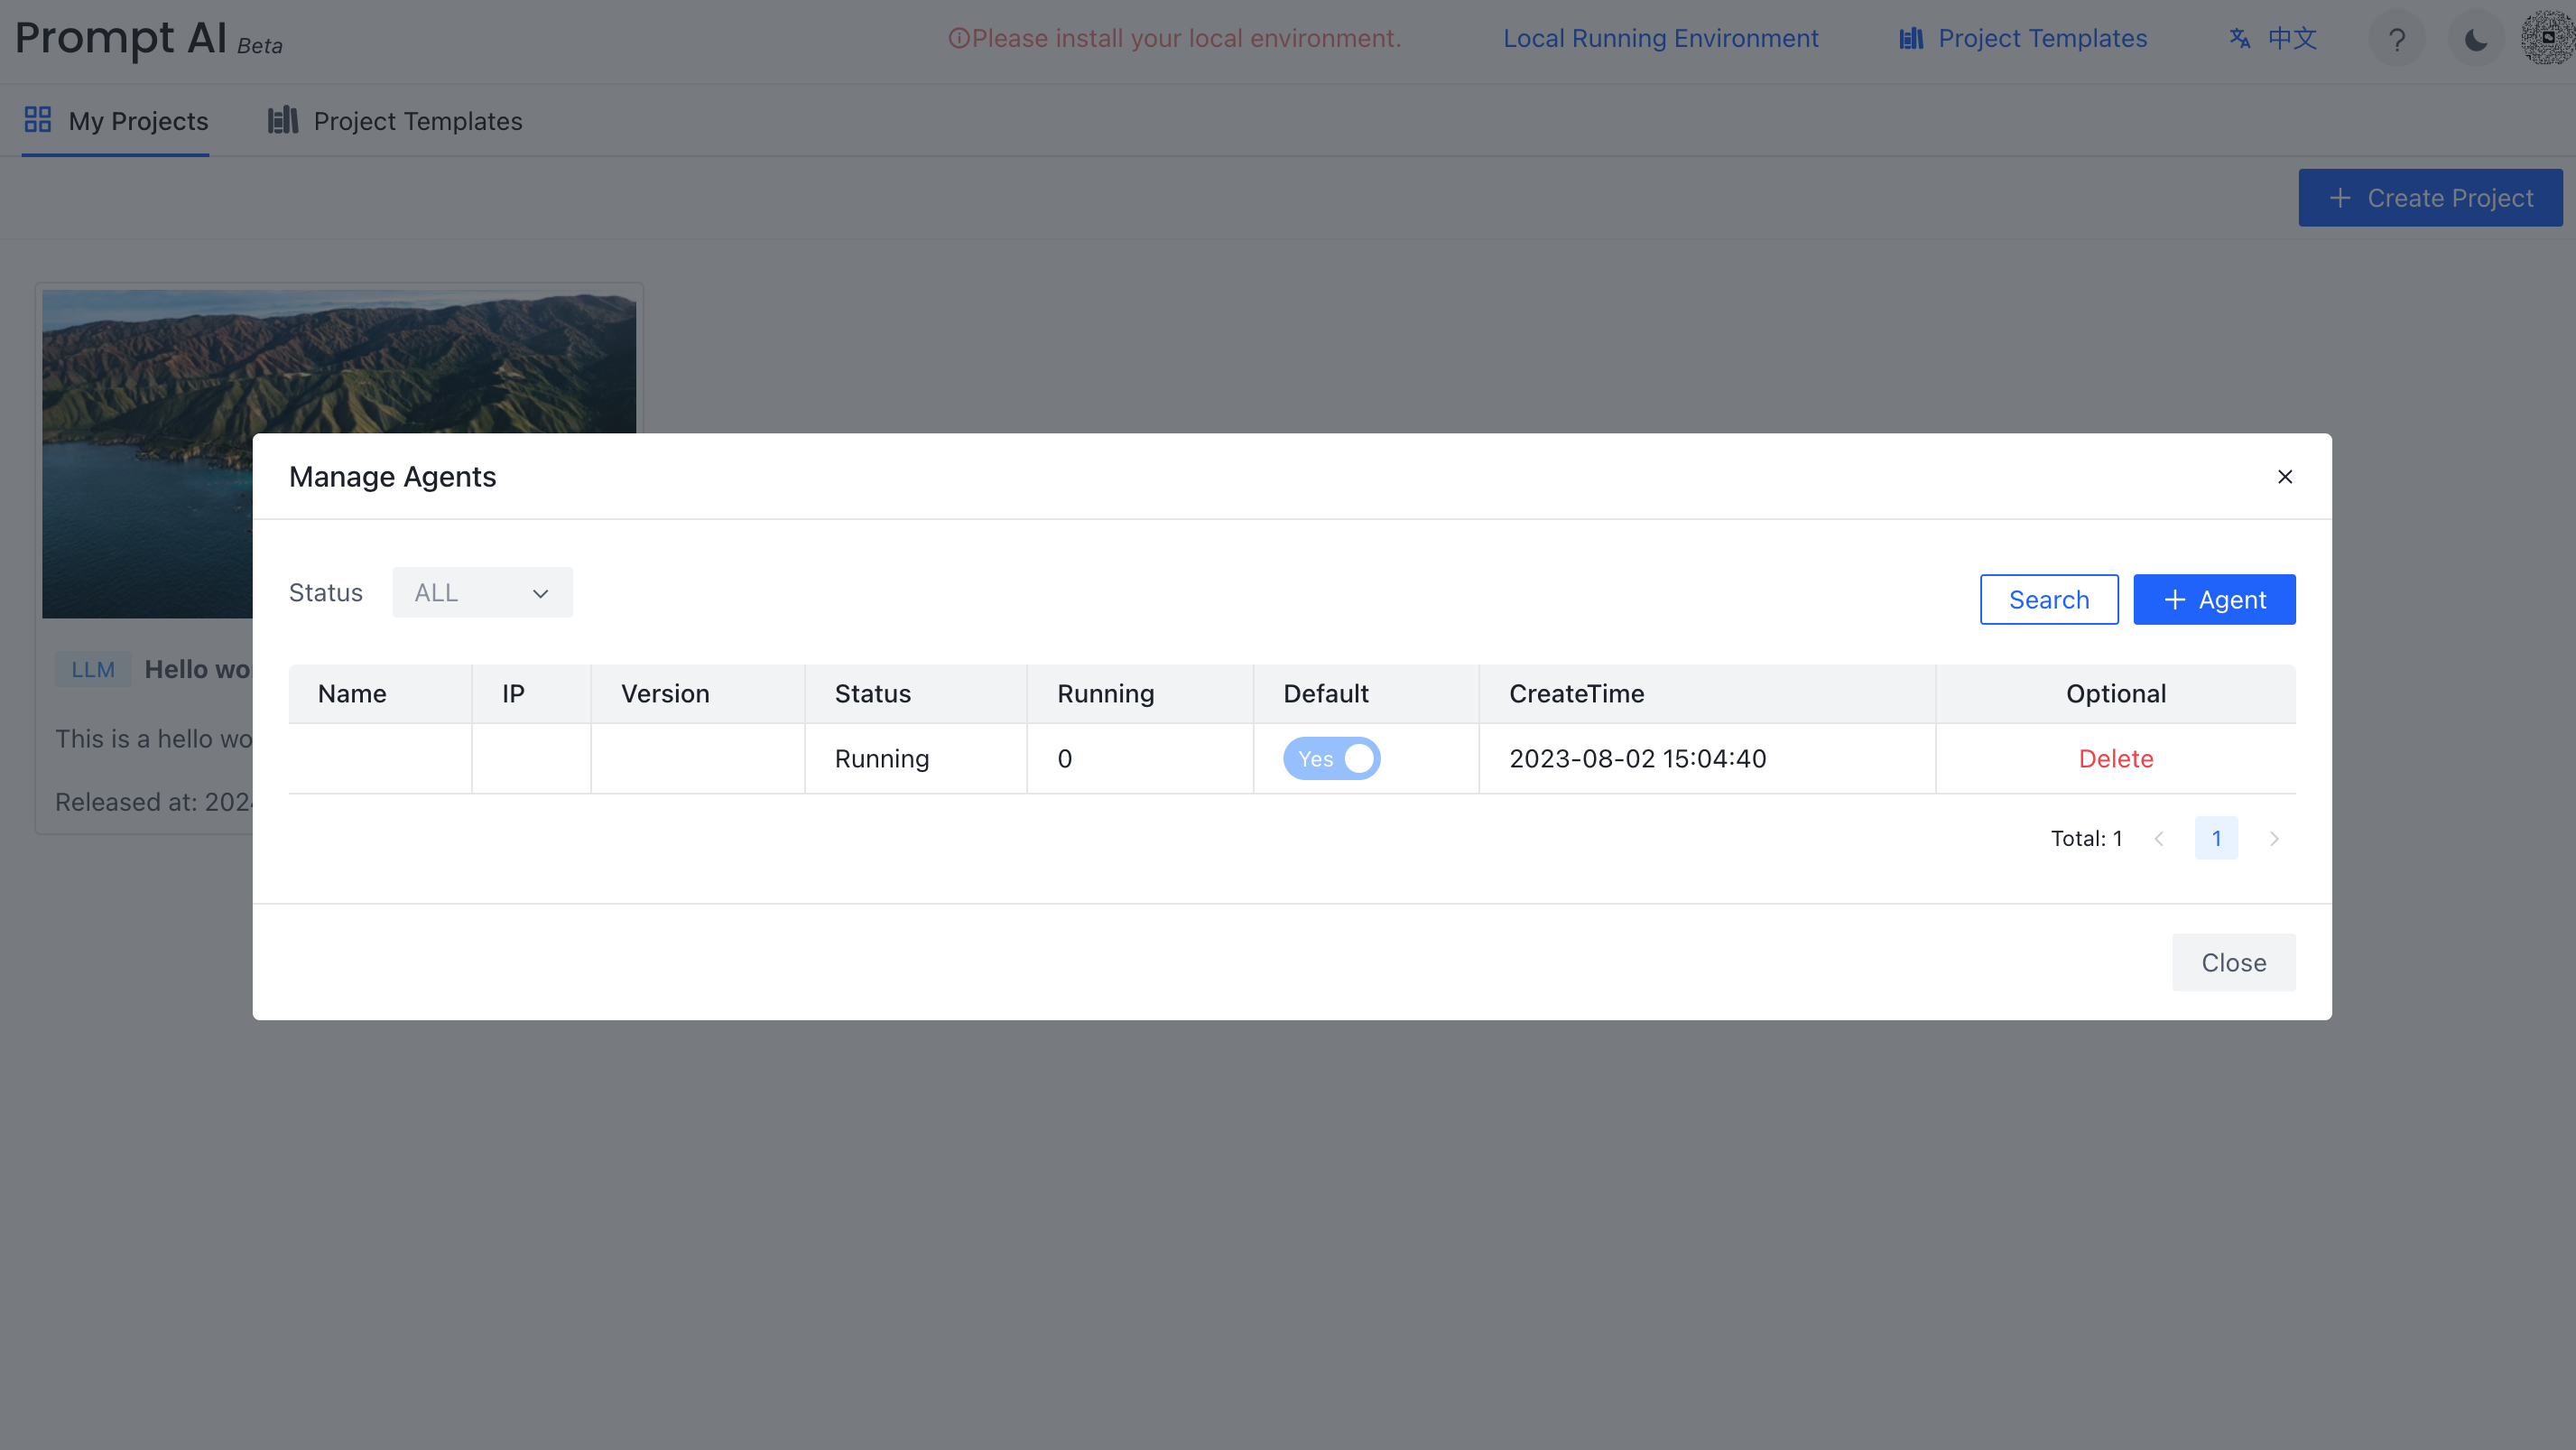 Prompt AI Beta
Please install your local environment.
Local Running Environment
Project Templates
中文
?
My Projects
Project Templates
+ Create Project
Manage Agents
Status
ALL
Search
+ Agent
Name IP Version Status Running Default CreateTime Optional
Running 0 Yes 2023-08-02 15:04:40 Delete
Total: 1
1
Close
LLM Hello wo
This is a hello wo
Released at: 202